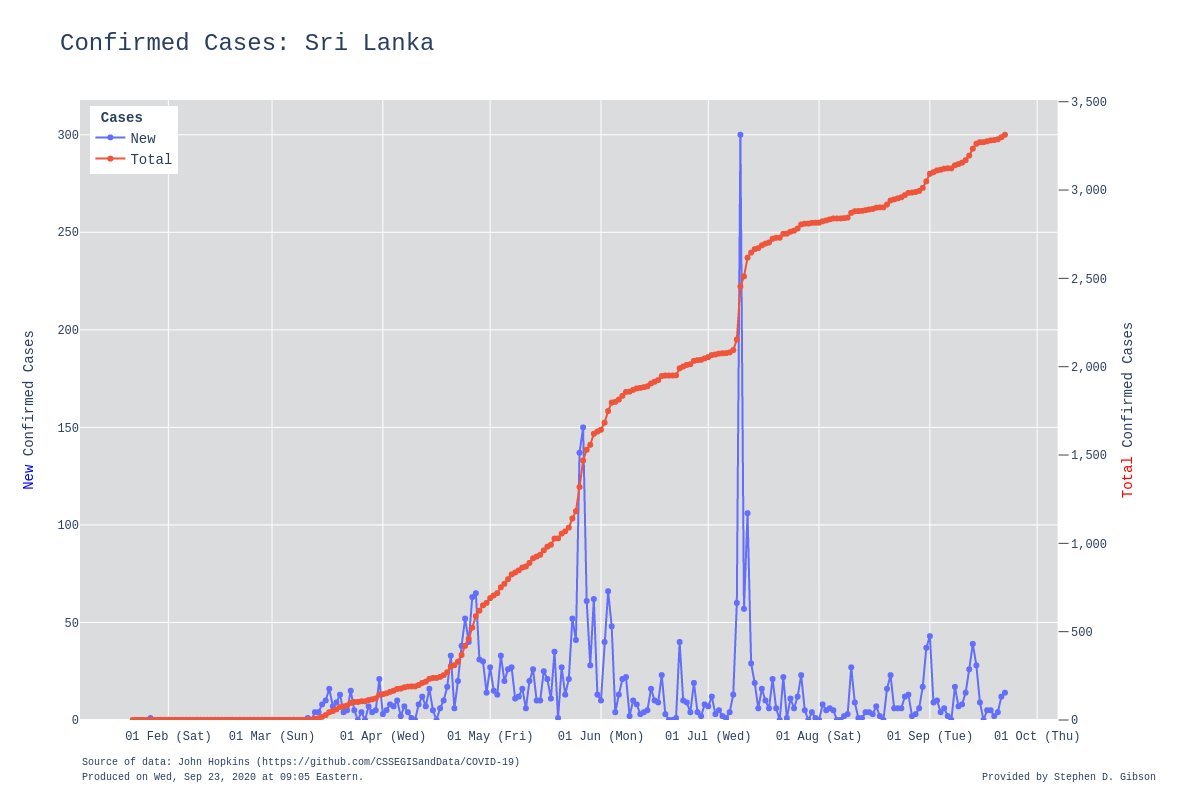 Confirmed Cases: Sri Lanka
Cases
New
Total
300
250
200
150
100
50
0
3,500
3,000
2,500
2,000
1,500
1,000
500
0
New Confirmed Cases
Total Confirmed Cases
01 Feb (Sat)
01 Mar (Sun)
01 Apr (Wed)
01 May (Fri)
01 Jun (Mon)
01 Jul (Wed)
01 Aug (Sat)
01 Sep (Tue)
01 Oct (Thu)
Source of data: John Hopkins (https://github.com/CSSEGISandData/COVID-19)
Produced on Wed, Sep 23, 2020 at 09:05 Eastern.
Provided by Stephen D. Gibson